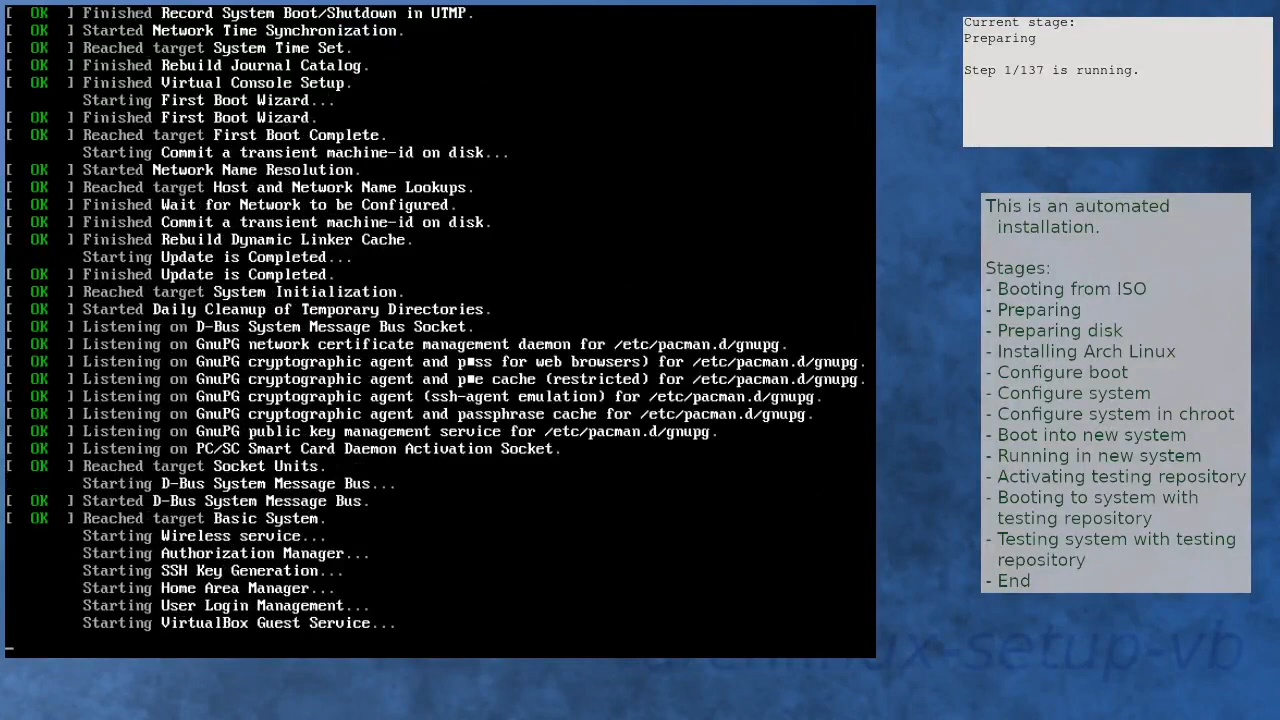 [  OK  ] Finished Record System Boot/Shutdown in UTMP.
[  OK  ] Started Network Time Synchronization.
[  OK  ] Reached target System Time Set.
[  OK  ] Finished Rebuild Journal Catalog.
[  OK  ] Finished Virtual Console Setup.
Starting First Boot Wizard...
[  OK  ] Finished First Boot Wizard.
[  OK  ] Reached target First Boot Complete.
Starting Commit a transient machine-id on disk...
[  OK  ] Started Network Name Resolution.
[  OK  ] Reached target Host and Network Name Lookups.
[  OK  ] Finished Wait for Network to be Configured.
[  OK  ] Finished Commit a transient machine-id on disk.
[  OK  ] Finished Rebuild Dynamic Linker Cache.
Starting Update is Completed...
[  OK  ] Finished Update is Completed.
[  OK  ] Reached target System Initialization.
[  OK  ] Started Daily Cleanup of Temporary Directories.
[  OK  ] Listening on D-Bus System Message Bus Socket.
[  OK  ] Listening on GnuPG network certificate management daemon for /etc/pacman.d/gnupg.
[  OK  ] Listening on GnuPG cryptographic agent and p■ss for web browsers) for /etc/pacman.d/gnupg.
[  OK  ] Listening on GnuPG cryptographic agent and p■e cache (restricted) for /etc/pacman.d/gnupg.
[  OK  ] Listening on GnuPG cryptographic agent (ssh-agent emulation) for /etc/pacman.d/gnupg.
[  OK  ] Listening on GnuPG cryptographic agent and passphrase cache for /etc/pacman.d/gnupg.
[  OK  ] Listening on GnuPG public key management service for /etc/pacman.d/gnupg.
[  OK  ] Listening on PC/SC Smart Card Daemon Activation Socket.
[  OK  ] Reached target Socket Units.
Starting D-Bus System Message Bus...
[  OK  ] Started D-Bus System Message Bus.
[  OK  ] Reached target Basic System.
Starting Wireless service...
Starting Authorization Manager...
Starting SSH Key Generation...
Starting Home Area Manager...
Starting User Login Management...
Starting VirtualBox Guest Service...
Current stage:
Preparing
Step 1/137 is running.
This is an automated
installation.
Stages:
- Booting from ISO
- Preparing
- Preparing disk
- Installing Arch Linux
- Configure boot
- Configure system
- Configure system in chroot
- Boot into new system
- Running in new system
- Activating testing repository
- Booting to system with
testing repository
- Testing system with testing
repository
- End